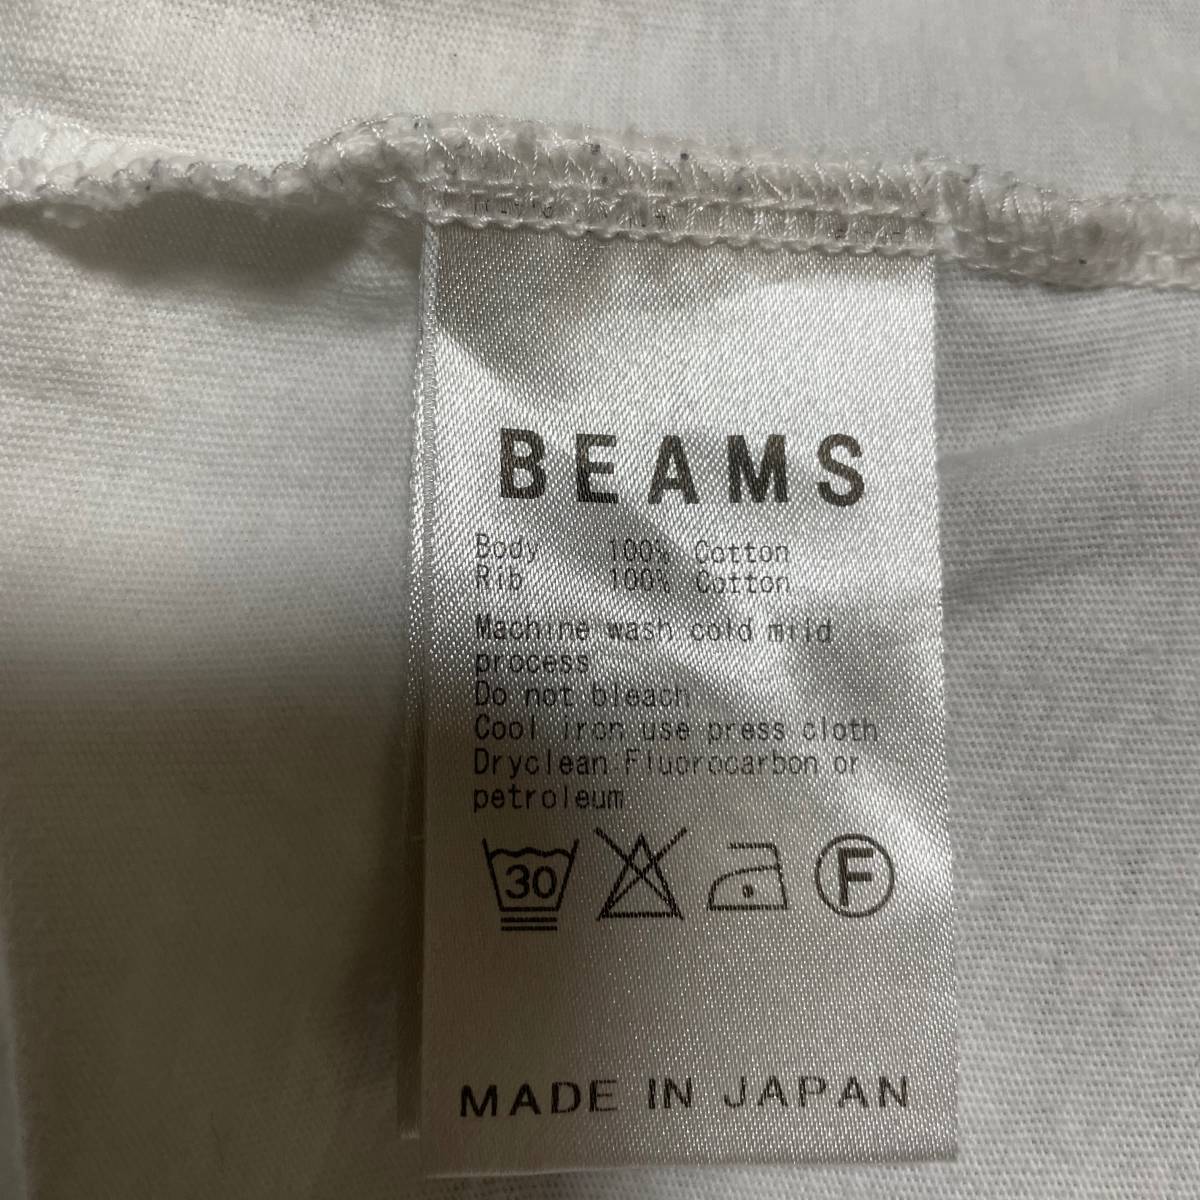 BEAMS
Body 100% Cotton
Rib 100% Cotton
Machine wash cold mild
process
Do not bleach
Cool iron use press cloth
Dryclean Fluorocarbon or
petroleum
30 F
MADE IN JAPAN